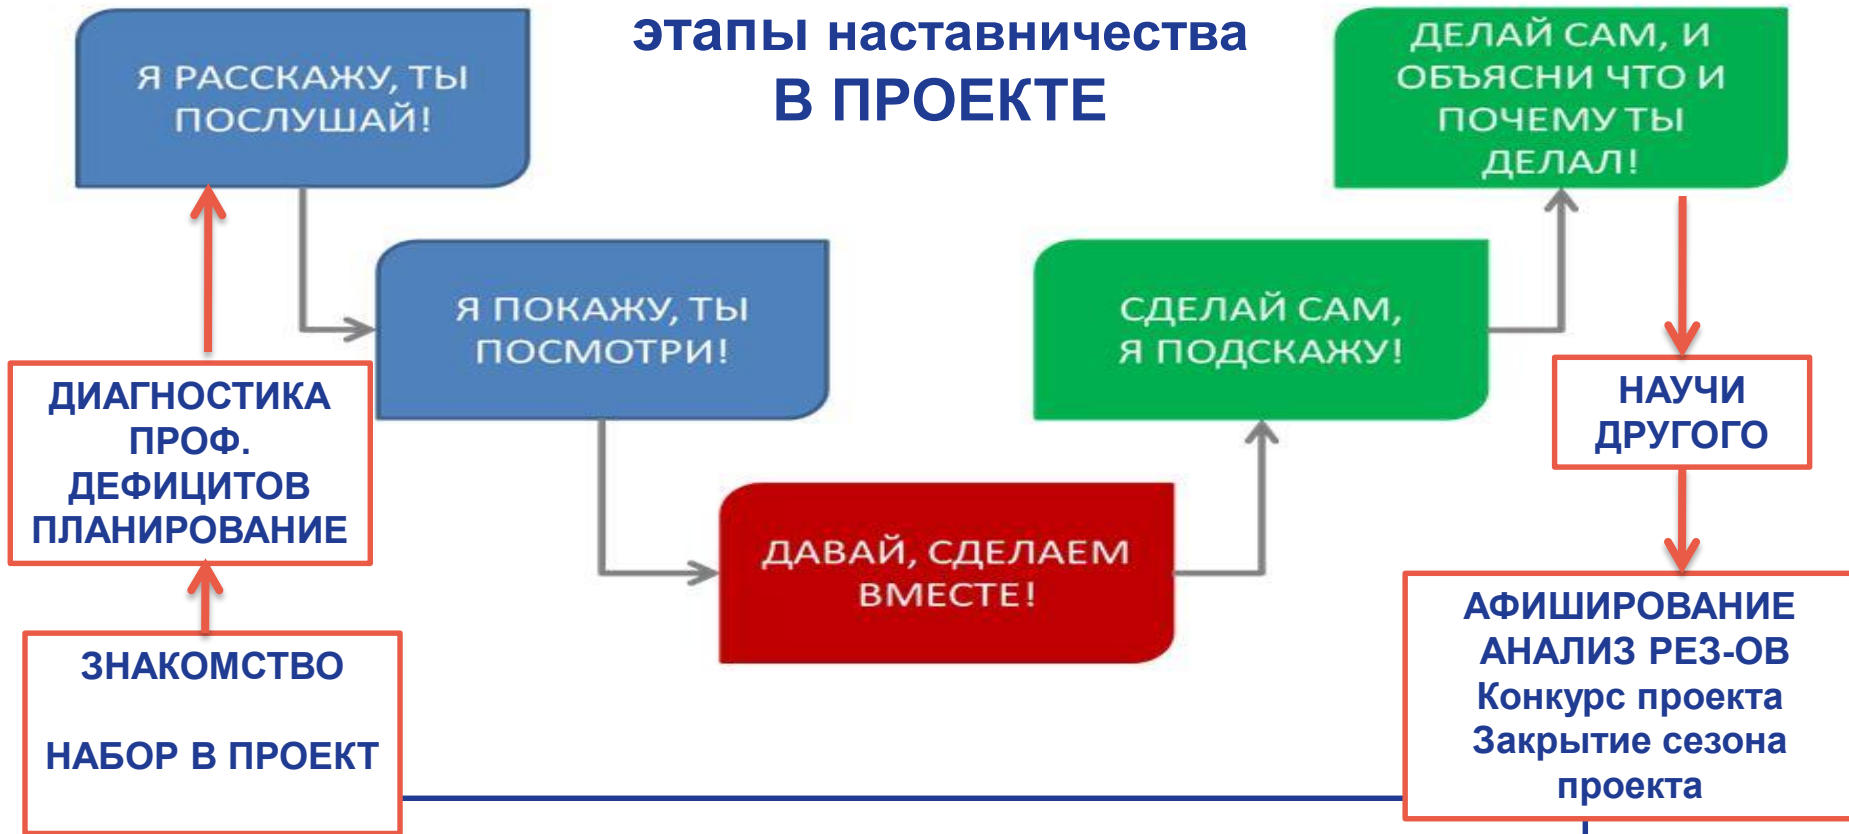 этапы наставничества
В ПРОЕКТЕ
Я РАССКАЖУ, ТЫ
ПОСЛУШАЙ!
Я ПОКАЖУ, ТЫ
ПОСМОТРИ!
ДАВАЙ, СДЕЛАЕМ
ВМЕСТЕ!
СДЕЛАЙ САМ,
Я ПОДСКАЖУ!
ДЕЛАЙ САМ, И
ОБЪЯСНИ ЧТО И
ПОЧЕМУ ТЫ
ДЕЛАЛ!
ДИАГНОСТИКА
ПРОФ.
ДЕФИЦИТОВ
ПЛАНИРОВАНИЕ
ЗНАКОМСТВО
НАБОР В ПРОЕКТ
НАУЧИ
ДРУГОГО
АФИШИРОВАНИЕ
АНАЛИЗ РЕЗ-ОВ
Конкурс проекта
Закрытие сезона
проекта